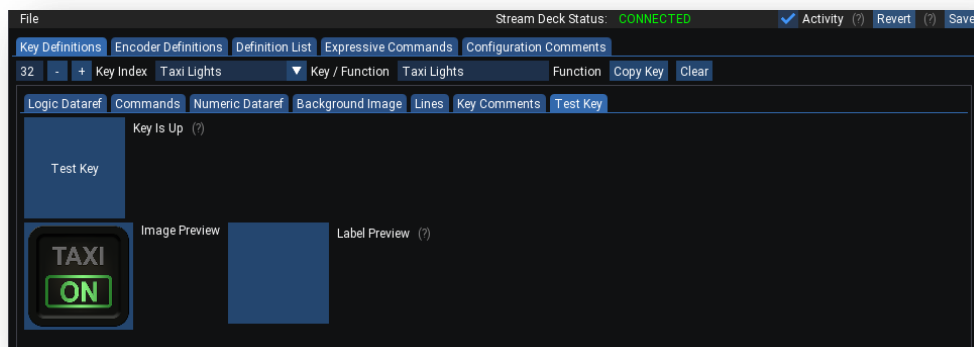 File Stream Deck Status: CONNECTED Activity (?) Revert (?) Save
Key Definitions Encoder Definitions Definition List Expressive Commands Configuration Comments
32 - + Key Index Taxi Lights Key / Function Taxi Lights Function Copy Key Clear
Logic Dataref Commands Numeric Dataref Background Image Lines Key Comments Test Key
Key Is Up (?)
Test Key
Image Preview Label Preview (?)
TAXI
ON